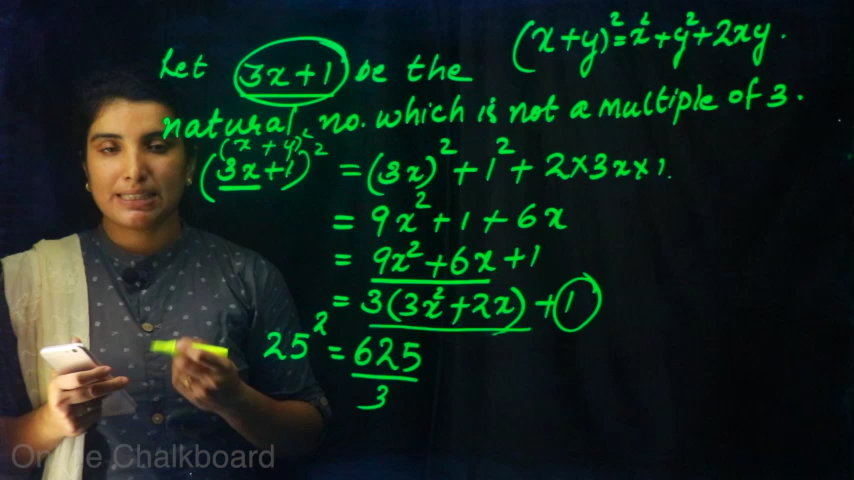 (x+y)²=x²+y²+2xy.
Let 3x+1 be the
natural no. which is not a multiple of 3.
(x+y)²
(3x+1)² = (3x)²+1²+2×3x×1.
= 9x²+1+6x
= 9x²+6x+1
= 3(3x²+2x)+1
25² = 625
3
Online Chalkboard